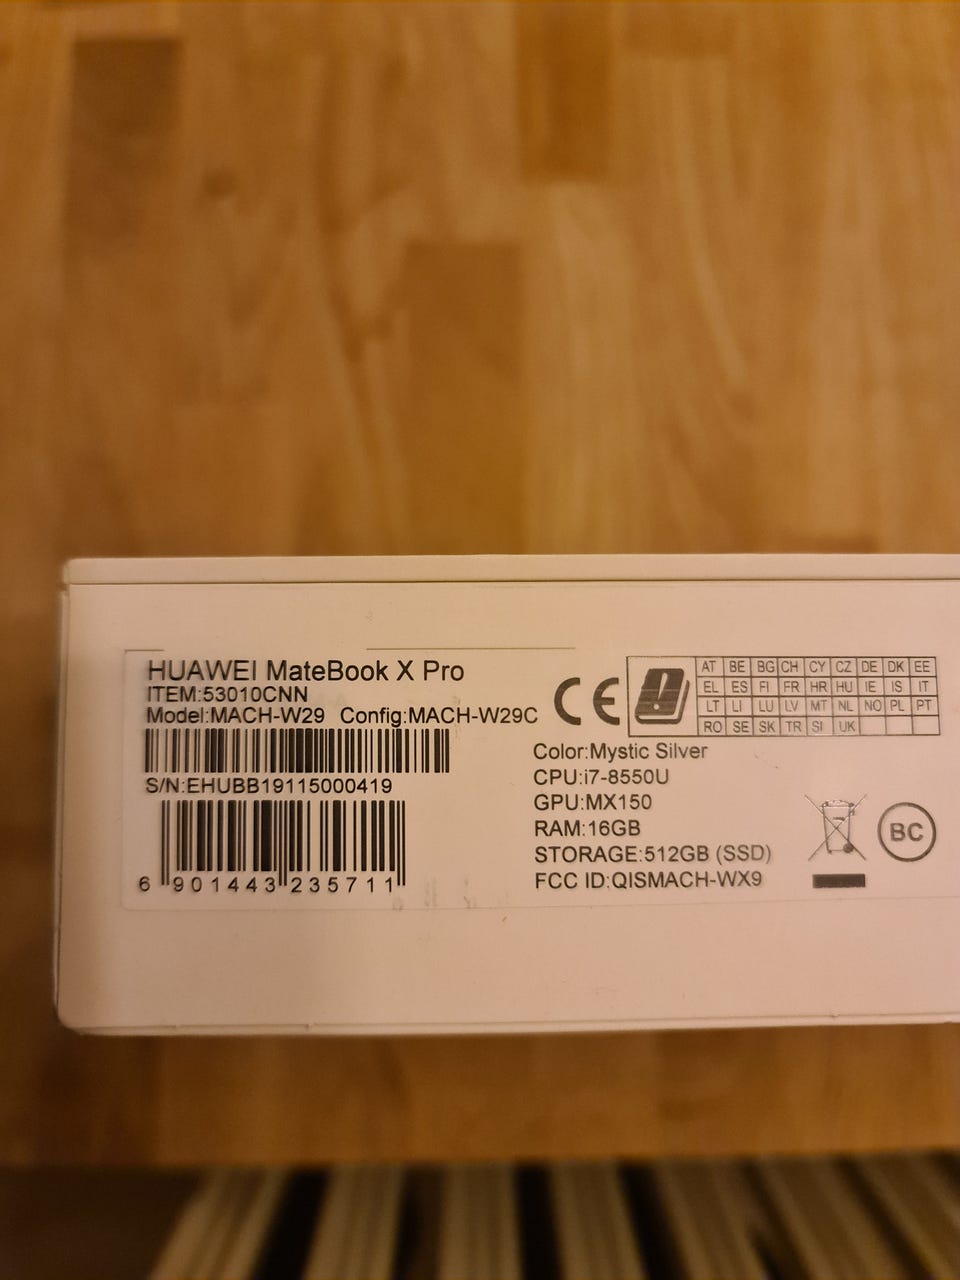 HUAWEI MateBook X Pro
ITEM:53010CNN
Model:MACH-W29 Config:MACH-W29C
S/N:EHUBB19115000419
6 901443 235711
CE
AT BE BG CH CY CZ DE DK EE
EL ES FI FR HR HU IE IS IT
LT LI LU LV MT NL NO PL PT
RO SE SK TR SI UK
Color:Mystic Silver
CPU:i7-8550U
GPU:MX150
RAM:16GB
STORAGE:512GB (SSD)
FCC ID:QISMACH-WX9
BC